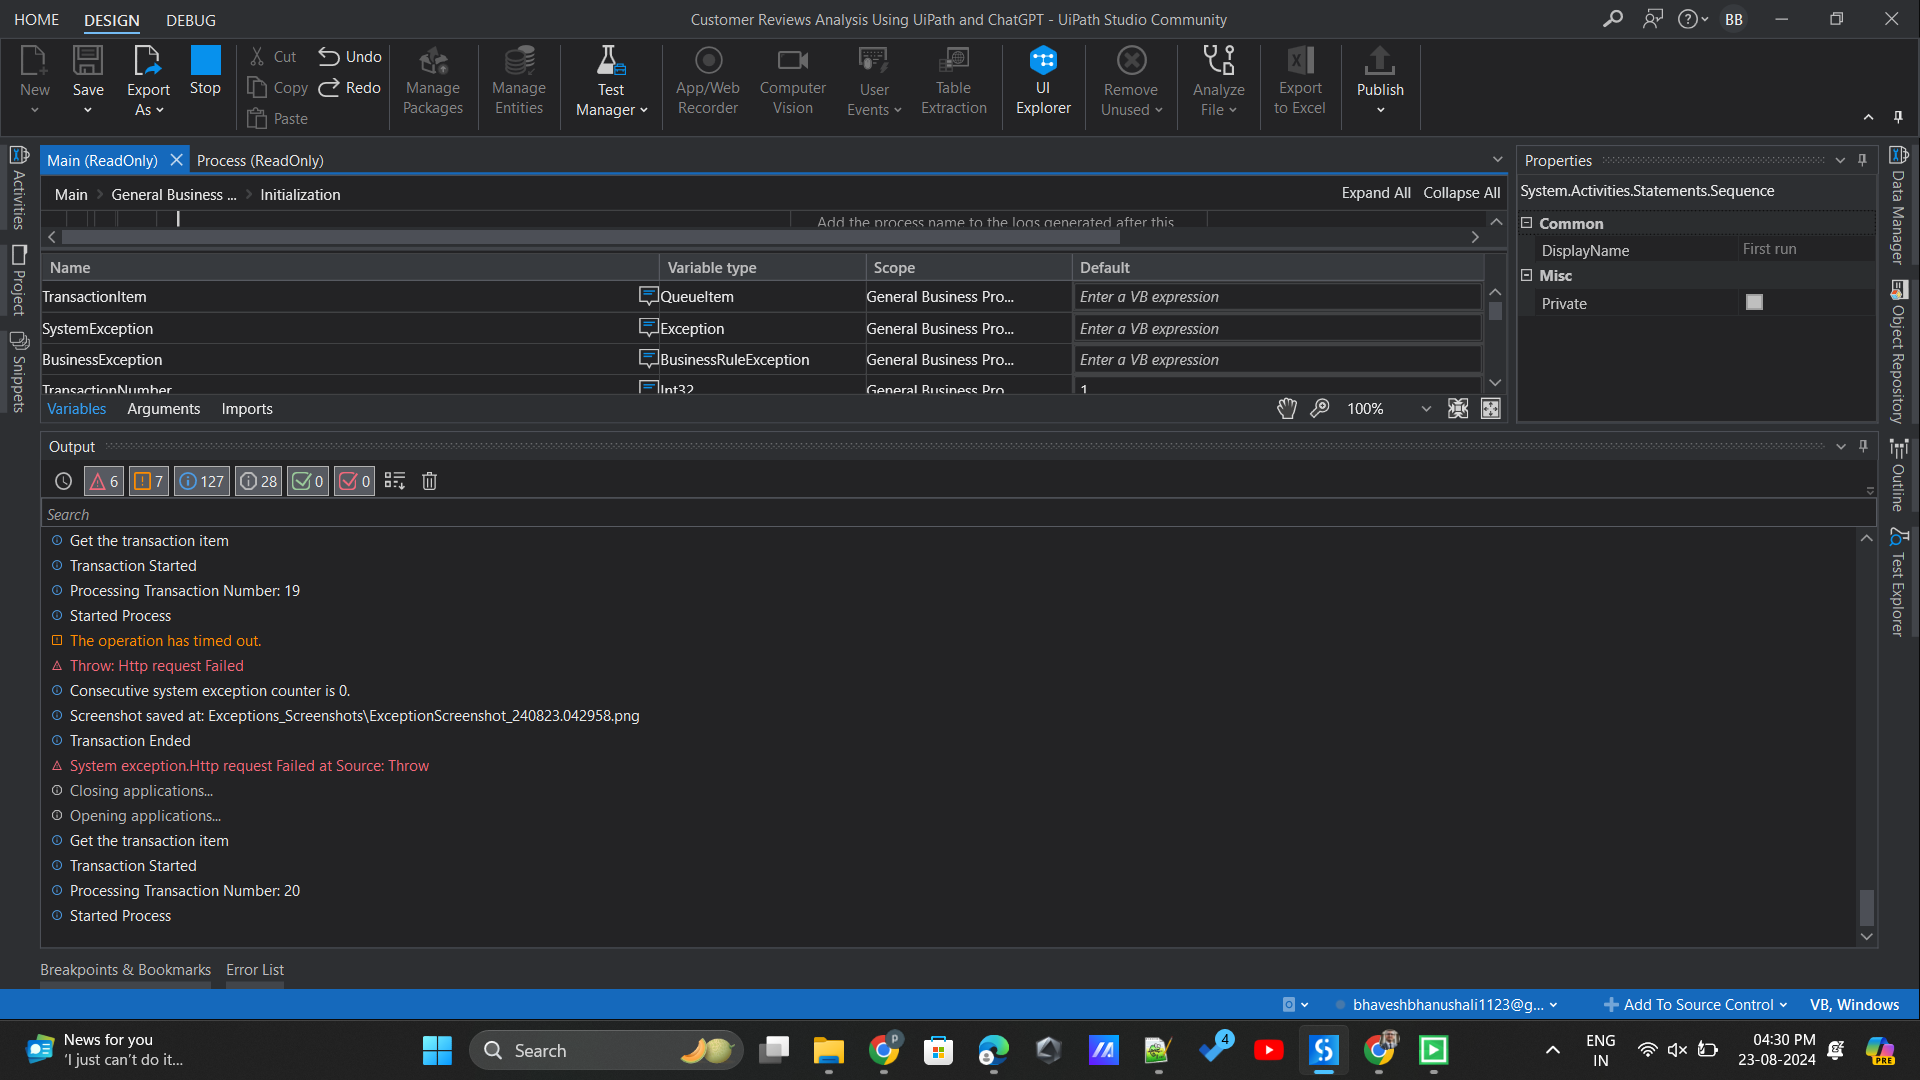 HOME DESIGN DEBUG Customer Reviews Analysis Using UiPath and ChatGPT - UiPath Studio Community BB
New Save Export As Stop Cut Copy Paste Undo Redo Manage Packages Manage Entities Test Manager App/Web Recorder Computer Vision User Events Table Extraction UI Explorer Remove Unused Analyze File Export to Excel Publish
Activities
Project
Snippets
Main (ReadOnly) Process (ReadOnly)
Main General Business ... Initialization Expand All Collapse All
Add the process name to the logs generated after this
Name Variable type Scope Default
TransactionItem QueueItem General Business Pro... Enter a VB expression
SystemException Exception General Business Pro... Enter a VB expression
BusinessException BusinessRuleException General Business Pro... Enter a VB expression
TransactionNumber Int32 General Business Pro 1
Variables Arguments Imports 100%
Properties
System.Activities.Statements.Sequence
Common
DisplayName First run
Misc
Private
Data Manager
Object Repository
Outline
Test Explorer
Output
6 7 127 28 0 0
Search
Get the transaction item
Transaction Started
Processing Transaction Number: 19
Started Process
The operation has timed out.
Throw: Http request Failed
Consecutive system exception counter is 0.
Screenshot saved at: Exceptions_Screenshots\ExceptionScreenshot_240823.042958.png
Transaction Ended
System exception.Http request Failed at Source: Throw
Closing applications...
Opening applications...
Get the transaction item
Transaction Started
Processing Transaction Number: 20
Started Process
Breakpoints & Bookmarks Error List
bhaveshbhanushali1123@g... Add To Source Control VB, Windows
News for you
'I just can't do it...
Search
P
4
ENG
IN
04:30 PM
23-08-2024
PRE